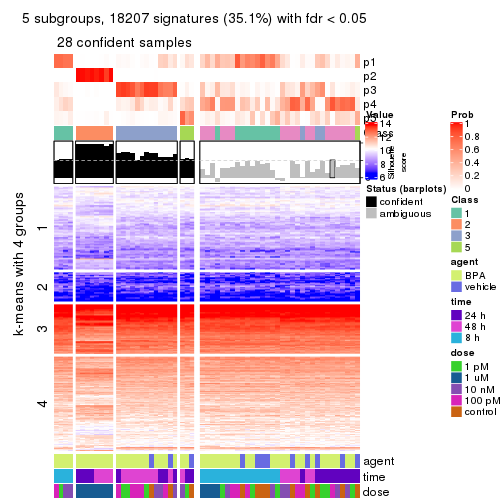 5 subgroups, 18207 signatures (35.1%) with fdr < 0.05
28 confident samples
p1
p2
p3
p4
Value
14
12
10
8
6
Silhouette
score
Status (barplots)
confident
ambiguous
Prob
1
0.8
0.6
0.4
0.2
0
Class
1
2
3
5
agent
BPA
vehicle
time
24 h
48 h
8 h
dose
1 pM
1 uM
10 nM
100 pM
control
k-means with 4 groups
1
2
3
4
agent
time
dose